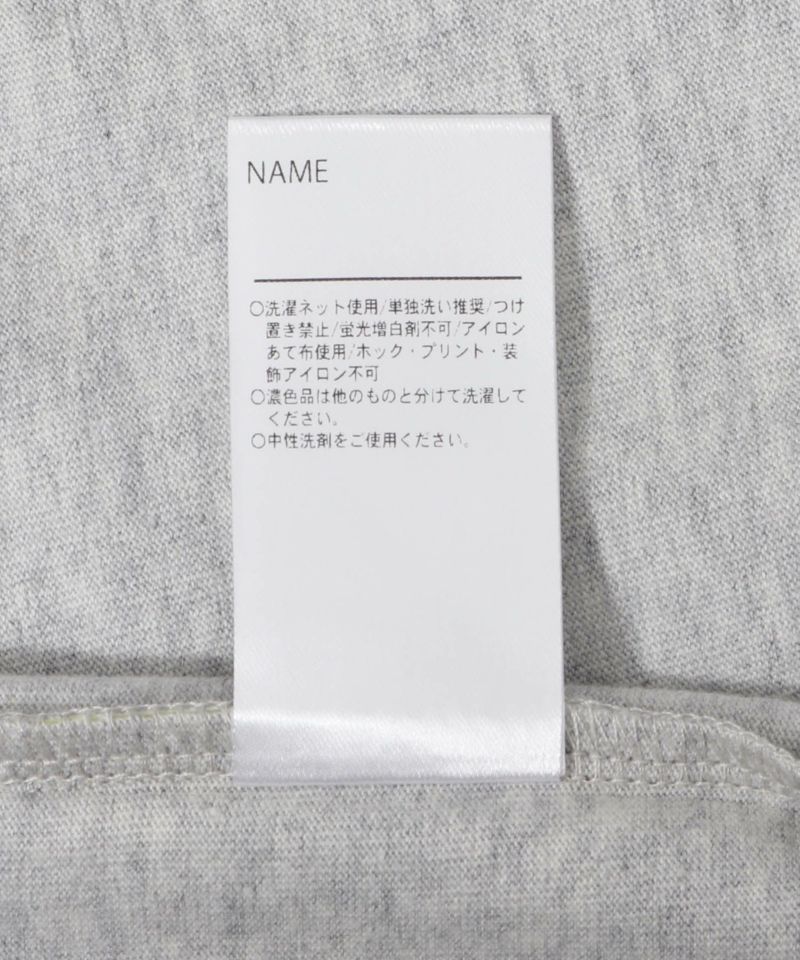 NAME
○洗濯ネット使用/単独洗い推奨/つけ
置き禁止/蛍光増白剤不可/アイロン
あて布使用/ホック・プリント・装
飾アイロン不可
○濃色品は他のものと分けて洗濯して
ください。
○中性洗剤をご使用ください。